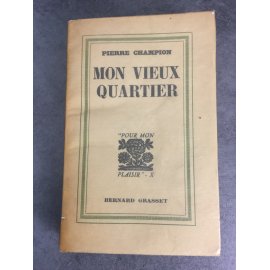 PIERRE CHAMPION
MON VIEUX
QUARTIER
"POUR MON
PLAISIR" - X
BERNARD GRASSET